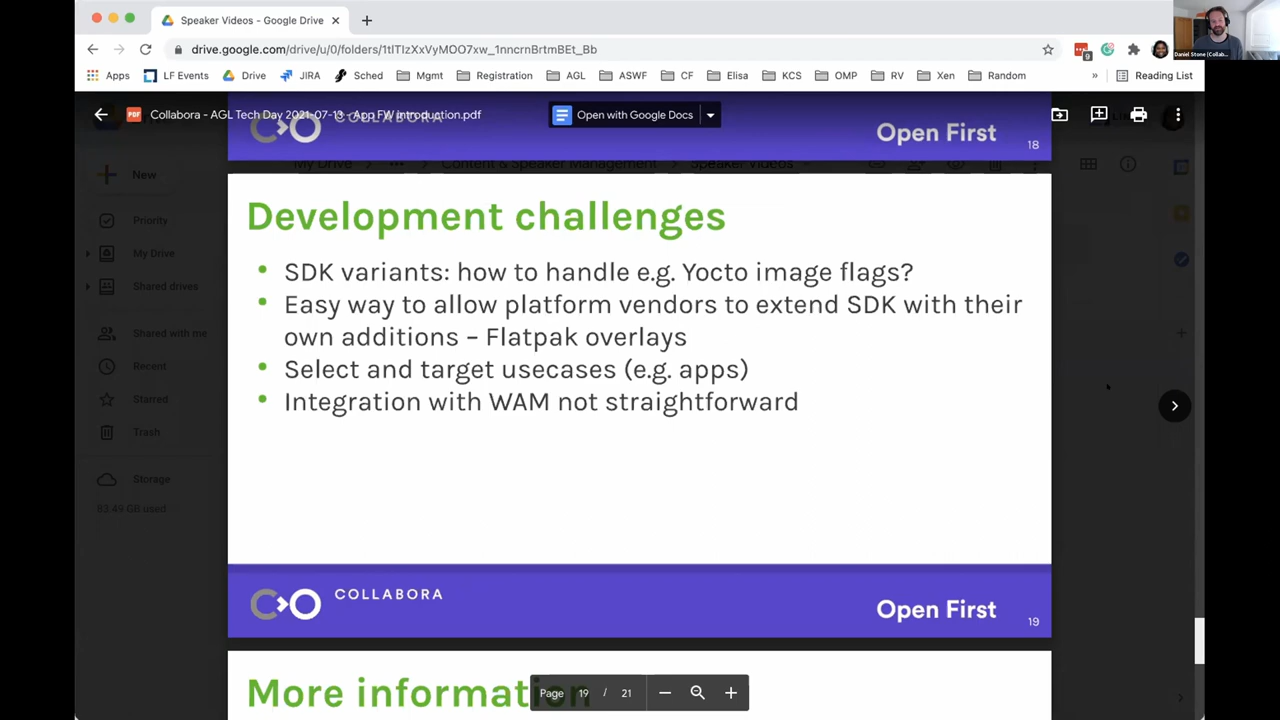 Speaker Videos - Google Drive
drive.google.com/drive/u/0/folders/1tITIzXxVyMOO7xw_1nncrnBrtmBEt_Bb
Apps LF Events Drive JIRA Sched Mgmt Registration AGL ASWF CF Elisa KCS OMP RV Xen Random » Reading List
Daniel Stone (Collab...
Collabora - AGL Tech Day 2021-07-13 - App FW introduction.pdf
Open with Google Docs
COLLABORA
Open First
18
My Drive
Content & Speaker Management
Speaker Videos
New
Priority
My Drive
Shared drives
Shared with me
Recent
Starred
Trash
Storage
83.49 GB used
Development challenges
• SDK variants: how to handle e.g. Yocto image flags?
• Easy way to allow platform vendors to extend SDK with their
own additions – Flatpak overlays
• Select and target usecases (e.g. apps)
• Integration with WAM not straightforward
COLLABORA
Open First
19
More information
Page 19 / 21